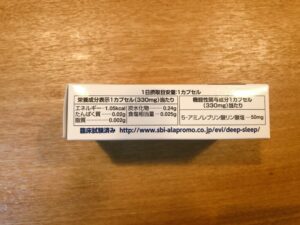 1日摂取目安量:1カプセル
栄養成分表示1カプセル(330mg)当たり
エネルギー…1.05kcal 炭水化物……0.24g
たんぱく質……0.02g 食塩相当量…0.025g
脂質…………0.002g
機能性関与成分1カプセル
(330mg)当たり
5-アミノレブリン酸リン酸塩…50mg
臨床試験済み http://www.sbi-alapromo.co.jp/evi/deep-sleep/